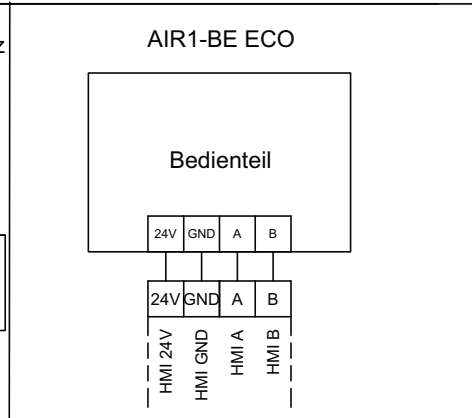 z
AIR1-BE ECO
Bedienteil
24V GND A B
24V GND A B
HMI 24V
HMI GND
HMI A
HMI B